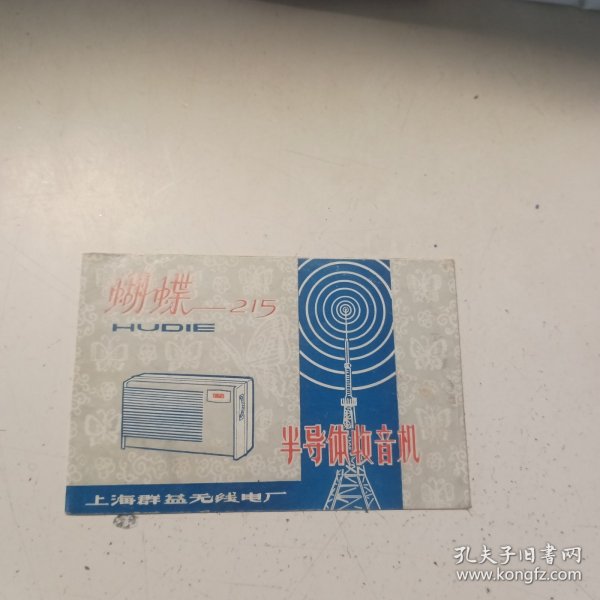 蝴蝶—215
HUDIE
半导体收音机
上海群益无线电厂
孔夫子旧书网
www.kongfz.com